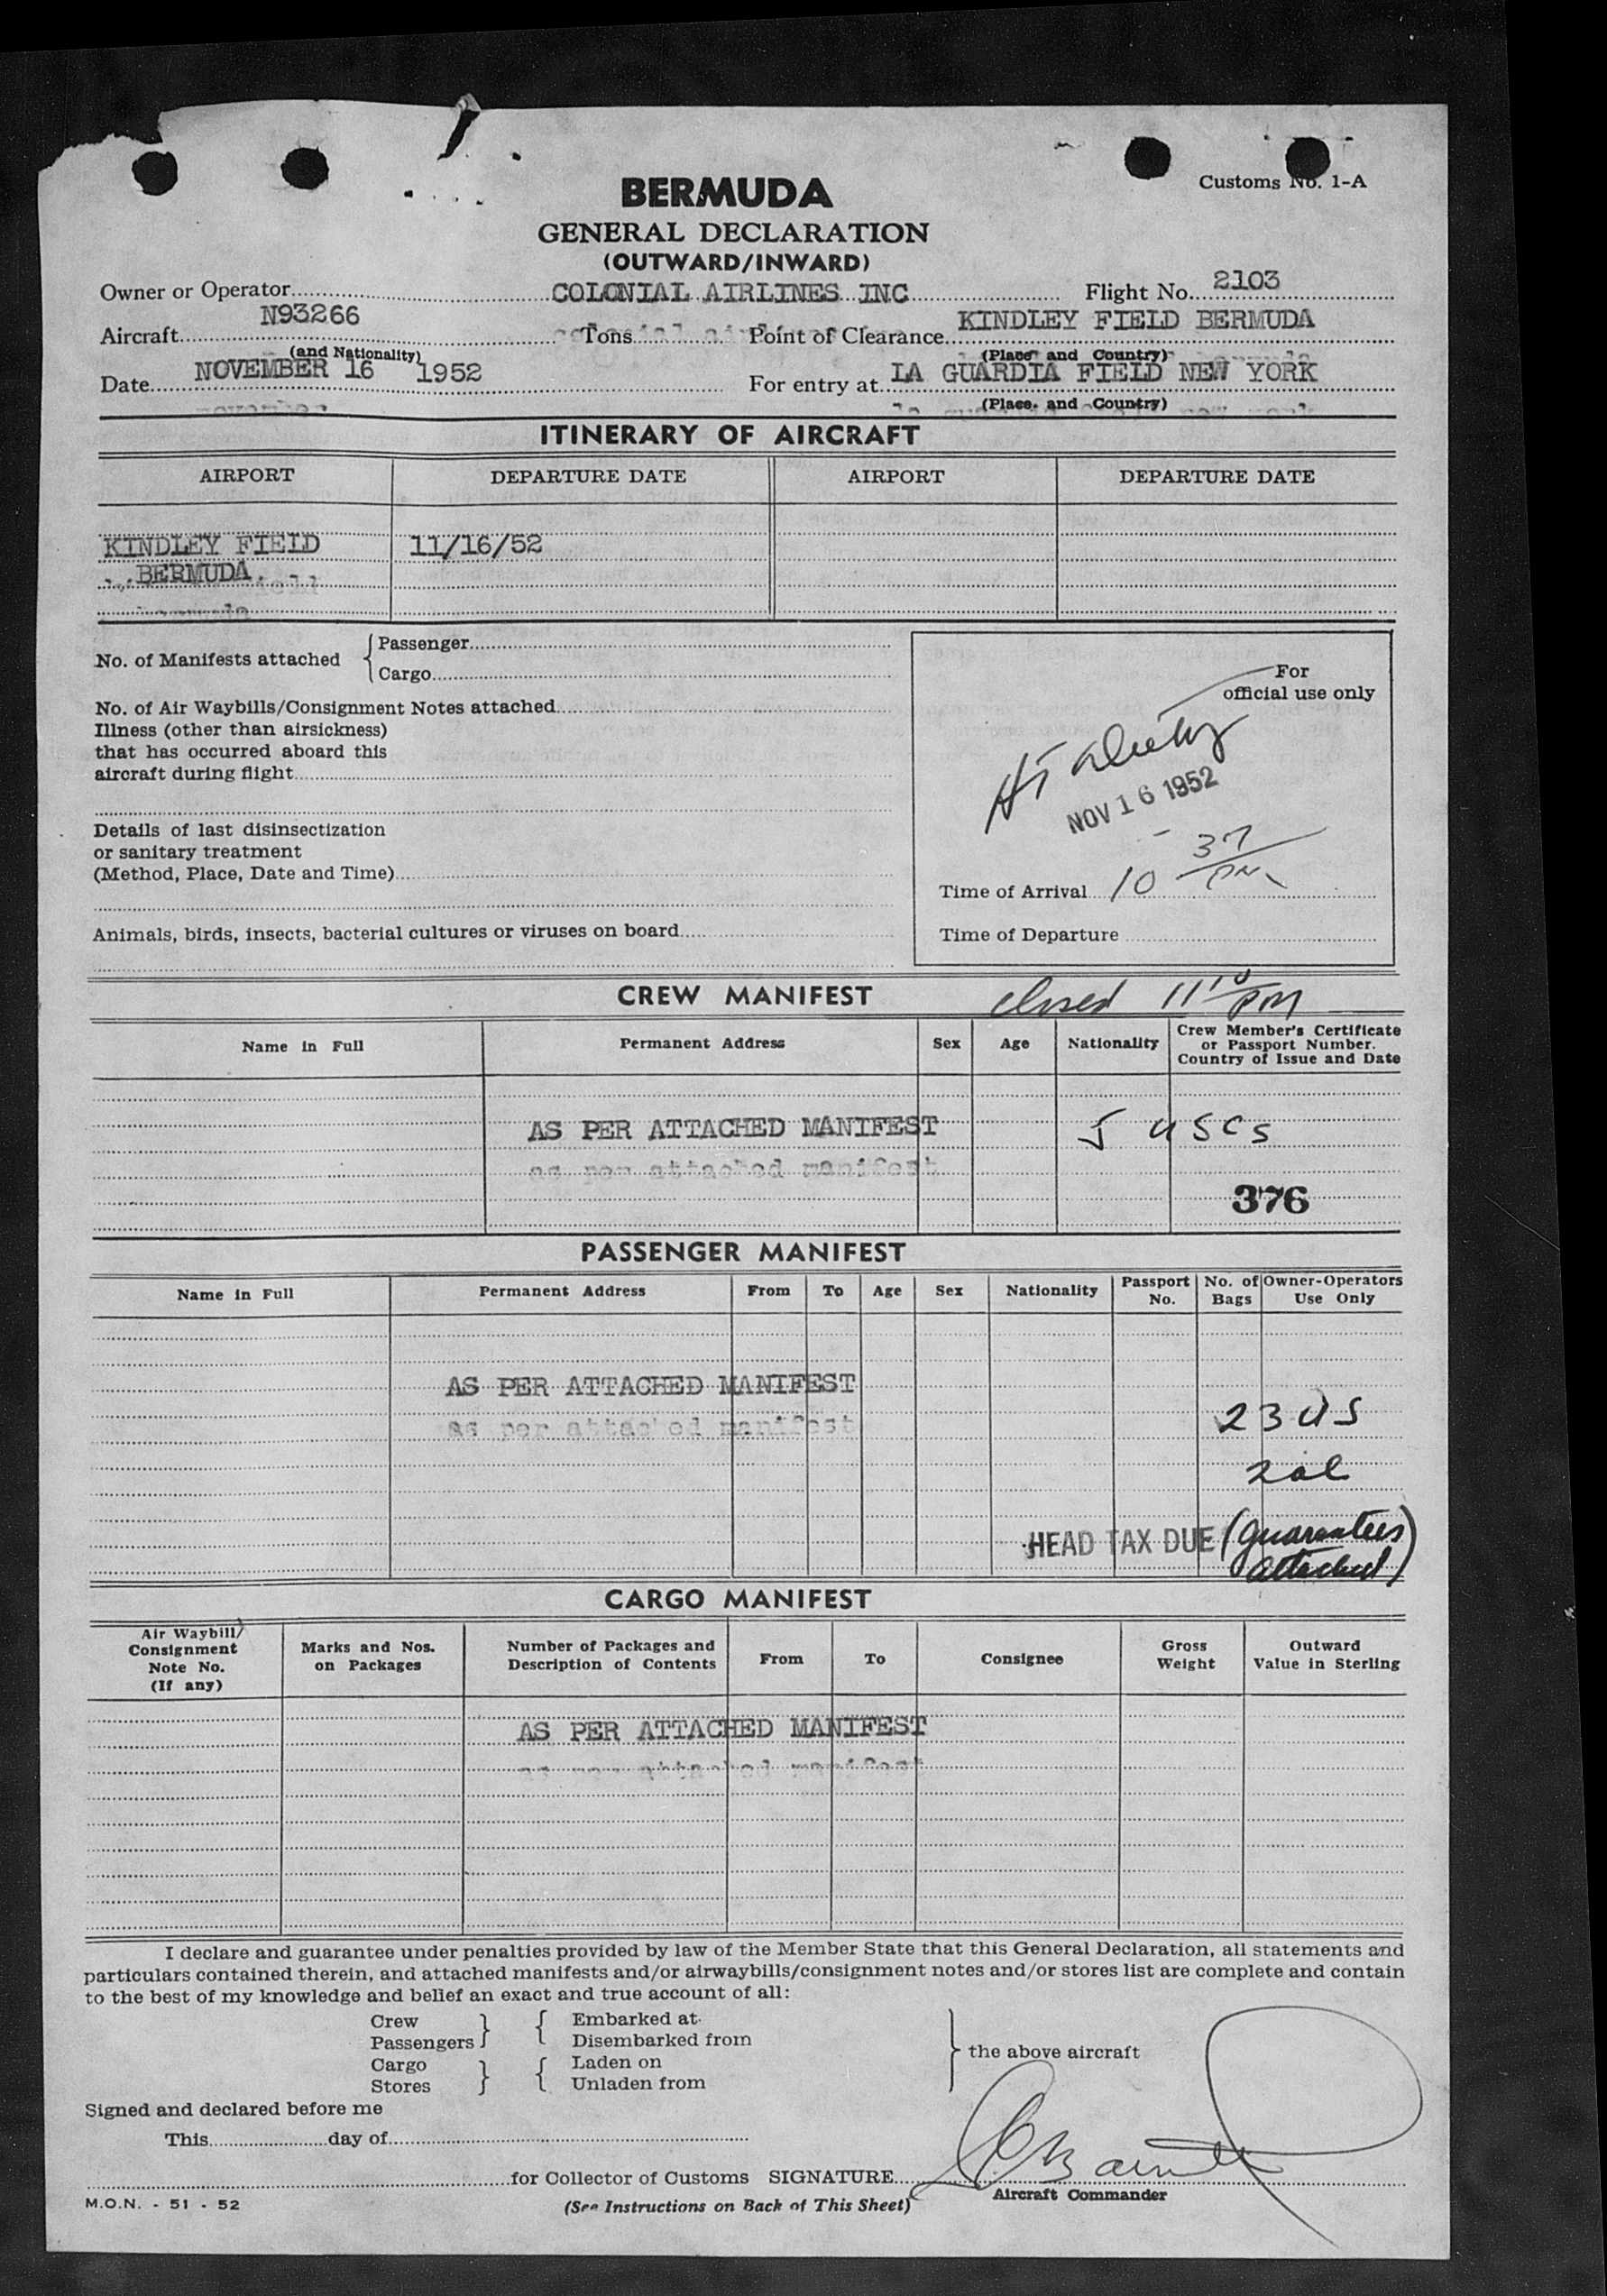 Customs No. 1-A
BERMUDA
GENERAL DECLARATION
(OUTWARD/INWARD)
Owner or Operator COLONIAL AIRLINES INC Flight No. 2103
Aircraft N93266 Tons Point of Clearance KINDLEY FIELD BERMUDA
(and Nationality) (Place and Country)
Date NOVEMBER 16 1952 For entry at LA GUARDIA FIELD NEW YORK
(Place and Country)
ITINERARY OF AIRCRAFT
AIRPORT DEPARTURE DATE AIRPORT DEPARTURE DATE
KINDLEY FIELD 11/16/52
BERMUDA
No. of Manifests attached { Passenger
Cargo
For
official use only
No. of Air Waybills/Consignment Notes attached
Illness (other than airsickness)
that has occurred aboard this
aircraft during flight
NOV 16 1952
Details of last disinsectization
or sanitary treatment
(Method, Place, Date and Time)
Time of Arrival 10 37 PM
Animals, birds, insects, bacterial cultures or viruses on board
Time of Departure
CREW MANIFEST closed 11 10 PM
Name in Full Permanent Address Sex Age Nationality Crew Member's Certificate
or Passport Number.
Country of Issue and Date
AS PER ATTACHED MANIFEST 5 USCs
as per attached manifest
376
PASSENGER MANIFEST
Name in Full Permanent Address From To Age Sex Nationality Passport No. No. of Bags Owner-Operators Use Only
AS PER ATTACHED MANIFEST
as per attached manifest
23 US
2 al
HEAD TAX DUE (guarantees
attached)
CARGO MANIFEST
Air Waybill/
Consignment
Note No.
(If any)
Marks and Nos.
on Packages
Number of Packages and
Description of Contents
From To Consignee
Gross
Weight
Outward
Value in Sterling
AS PER ATTACHED MANIFEST
as per attached manifest
I declare and guarantee under penalties provided by law of the Member State that this General Declaration, all statements and
particulars contained therein, and attached manifests and/or airwaybills/consignment notes and/or stores list are complete and contain
to the best of my knowledge and belief an exact and true account of all:
Crew } { Embarked at
Passengers Disembarked from
} the above aircraft
Cargo } { Laden on
Stores Unladen from
Signed and declared before me
This day of
for Collector of Customs SIGNATURE
Aircraft Commander
M.O.N. - 51 - 52 (See Instructions on Back of This Sheet)